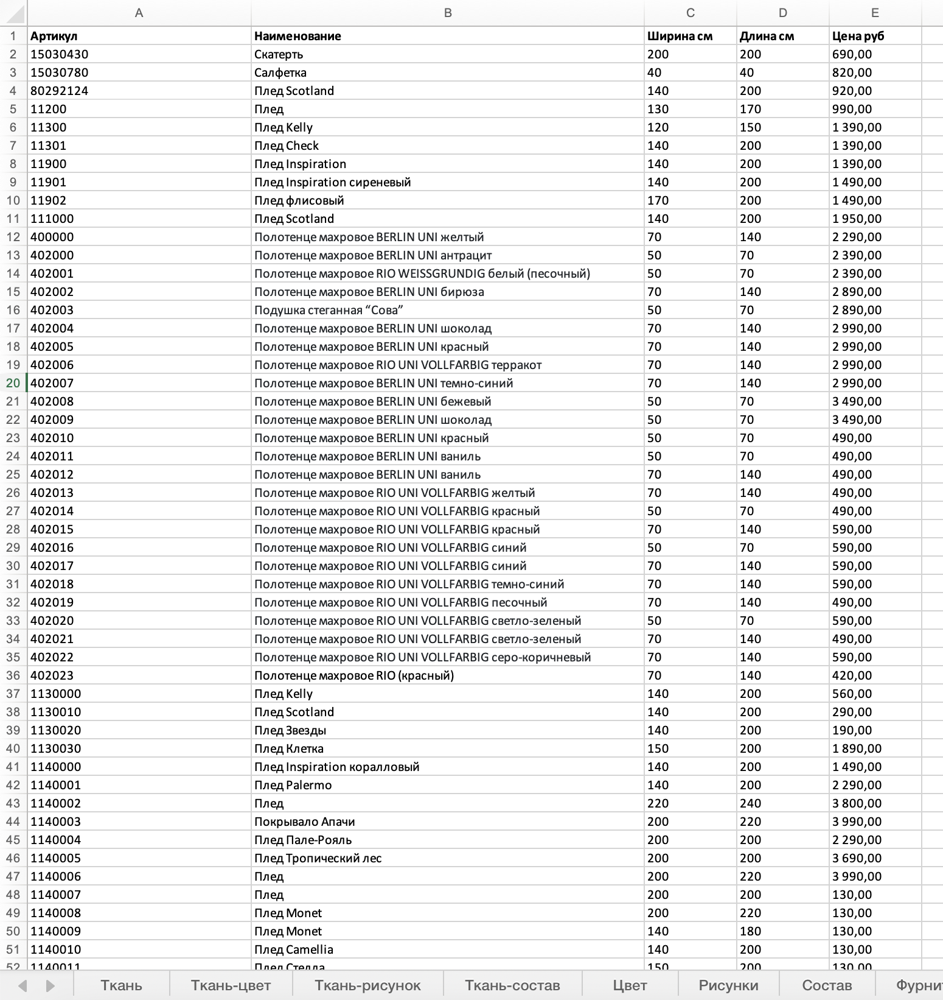 A B C D E
1 Артикул Наименование Ширина см Длина см Цена руб
2 15030430 Скатерть 200 200 690,00
3 15030780 Салфетка 40 40 820,00
4 80292124 Плед Scotland 140 200 920,00
5 11200 Плед 130 170 990,00
6 11300 Плед Kelly 120 150 1 390,00
7 11301 Плед Check 140 200 1 390,00
8 11900 Плед Inspiration 140 200 1 390,00
9 11901 Плед Inspiration сиреневый 140 200 1 490,00
10 11902 Плед флисовый 170 200 1 490,00
11 111000 Плед Scotland 140 200 1 950,00
12 400000 Полотенце махровое BERLIN UNI желтый 70 140 2 290,00
13 402000 Полотенце махровое BERLIN UNI антрацит 50 70 2 390,00
14 402001 Полотенце махровое RIO WEISSGRUNDIG белый (песочный) 50 70 2 390,00
15 402002 Полотенце махровое BERLIN UNI бирюза 70 140 2 890,00
16 402003 Подушка стеганная “Сова” 50 70 2 890,00
17 402004 Полотенце махровое BERLIN UNI шоколад 70 140 2 990,00
18 402005 Полотенце махровое BERLIN UNI красный 70 140 2 990,00
19 402006 Полотенце махровое RIO UNI VOLLFARBIG терракот 70 140 2 990,00
20 402007 Полотенце махровое BERLIN UNI темно-синий 70 140 2 990,00
21 402008 Полотенце махровое BERLIN UNI бежевый 50 70 3 490,00
22 402009 Полотенце махровое BERLIN UNI шоколад 50 70 3 490,00
23 402010 Полотенце махровое BERLIN UNI красный 50 70 490,00
24 402011 Полотенце махровое BERLIN UNI ваниль 50 70 490,00
25 402012 Полотенце махровое BERLIN UNI ваниль 70 140 490,00
26 402013 Полотенце махровое RIO UNI VOLLFARBIG желтый 70 140 490,00
27 402014 Полотенце махровое RIO UNI VOLLFARBIG красный 50 70 490,00
28 402015 Полотенце махровое RIO UNI VOLLFARBIG красный 70 140 590,00
29 402016 Полотенце махровое RIO UNI VOLLFARBIG синий 50 70 590,00
30 402017 Полотенце махровое RIO UNI VOLLFARBIG синий 70 140 590,00
31 402018 Полотенце махровое RIO UNI VOLLFARBIG темно-синий 70 140 590,00
32 402019 Полотенце махровое RIO UNI VOLLFARBIG песочный 70 140 490,00
33 402020 Полотенце махровое RIO UNI VOLLFARBIG светло-зеленый 50 70 590,00
34 402021 Полотенце махровое RIO UNI VOLLFARBIG светло-зеленый 70 140 490,00
35 402022 Полотенце махровое RIO UNI VOLLFARBIG серо-коричневый 70 140 590,00
36 402023 Полотенце махровое RIO (красный) 70 140 420,00
37 1130000 Плед Kelly 140 200 560,00
38 1130010 Плед Scotland 140 200 290,00
39 1130020 Плед Звезды 140 200 190,00
40 1130030 Плед Клетка 150 200 1 890,00
41 1140000 Плед Inspiration коралловый 140 200 1 490,00
42 1140001 Плед Palermo 140 200 2 290,00
43 1140002 Плед 220 240 3 800,00
44 1140003 Покрывало Апачи 200 220 3 990,00
45 1140004 Плед Пале-Рояль 200 200 2 290,00
46 1140005 Плед Тропический лес 200 200 3 690,00
47 1140006 Плед 200 220 3 990,00
48 1140007 Плед 200 200 130,00
49 1140008 Плед Monet 200 220 130,00
50 1140009 Плед Monet 140 180 130,00
51 1140010 Плед Camellia 140 200 130,00
52 1140011 Плед Стелла 150 200 130,00
Ткань Ткань-цвет Ткань-рисунок Ткань-состав Цвет Рисунки Состав Фурни